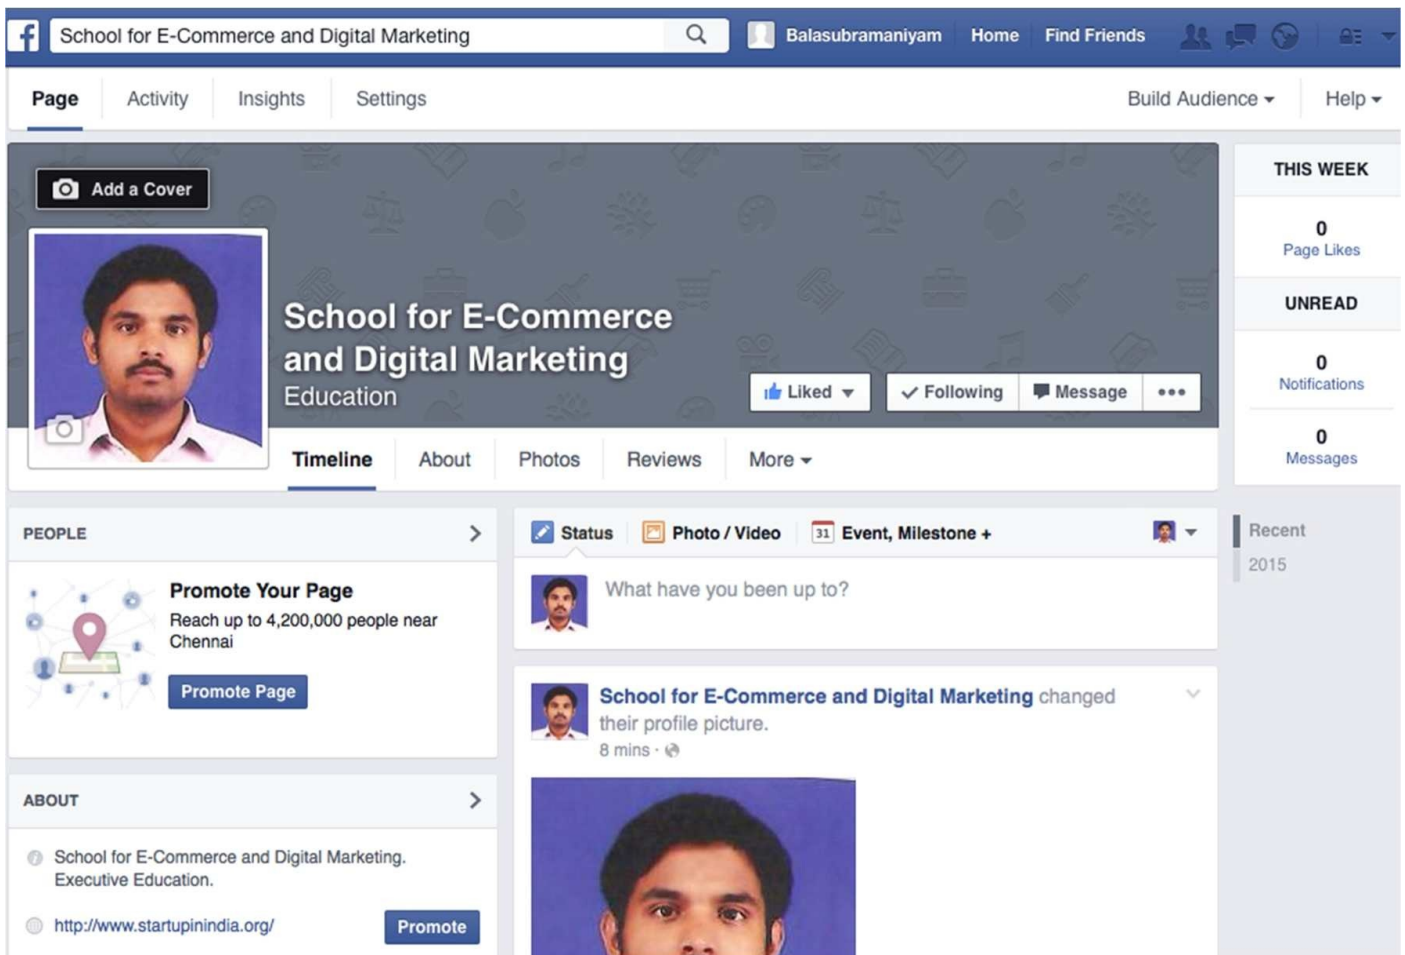 School for E-Commerce and Digital Marketing
Balasubramaniyam Home Find Friends
Page Activity Insights Settings Build Audience Help
Add a Cover
School for E-Commerce
and Digital Marketing
Education
Liked Following Message
Timeline About Photos Reviews More
THIS WEEK
0
Page Likes
UNREAD
0
Notifications
0
Messages
Recent
2015
PEOPLE
Promote Your Page
Reach up to 4,200,000 people near
Chennai
Promote Page
ABOUT
School for E-Commerce and Digital Marketing.
Executive Education.
http://www.startupinindia.org/ Promote
Status Photo / Video 31 Event, Milestone +
What have you been up to?
School for E-Commerce and Digital Marketing changed
their profile picture.
8 mins ·